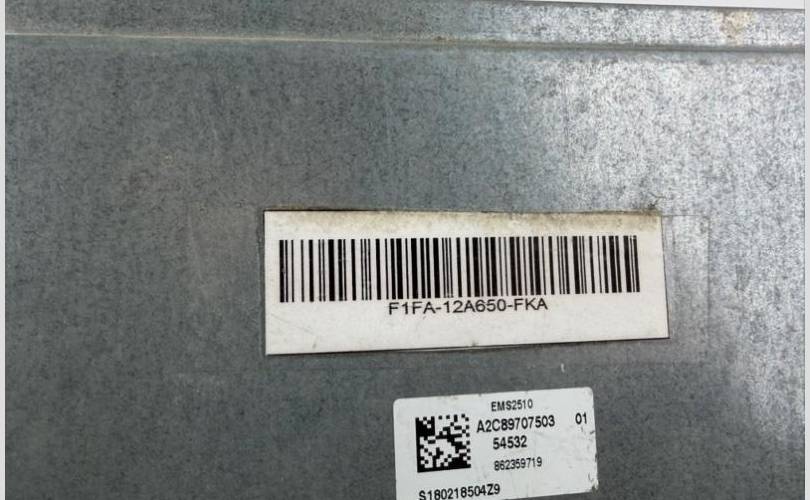 F1FA-12A650-FKA
EMS2510
A2C89707503 01
54532
862359719
S180218504Z9